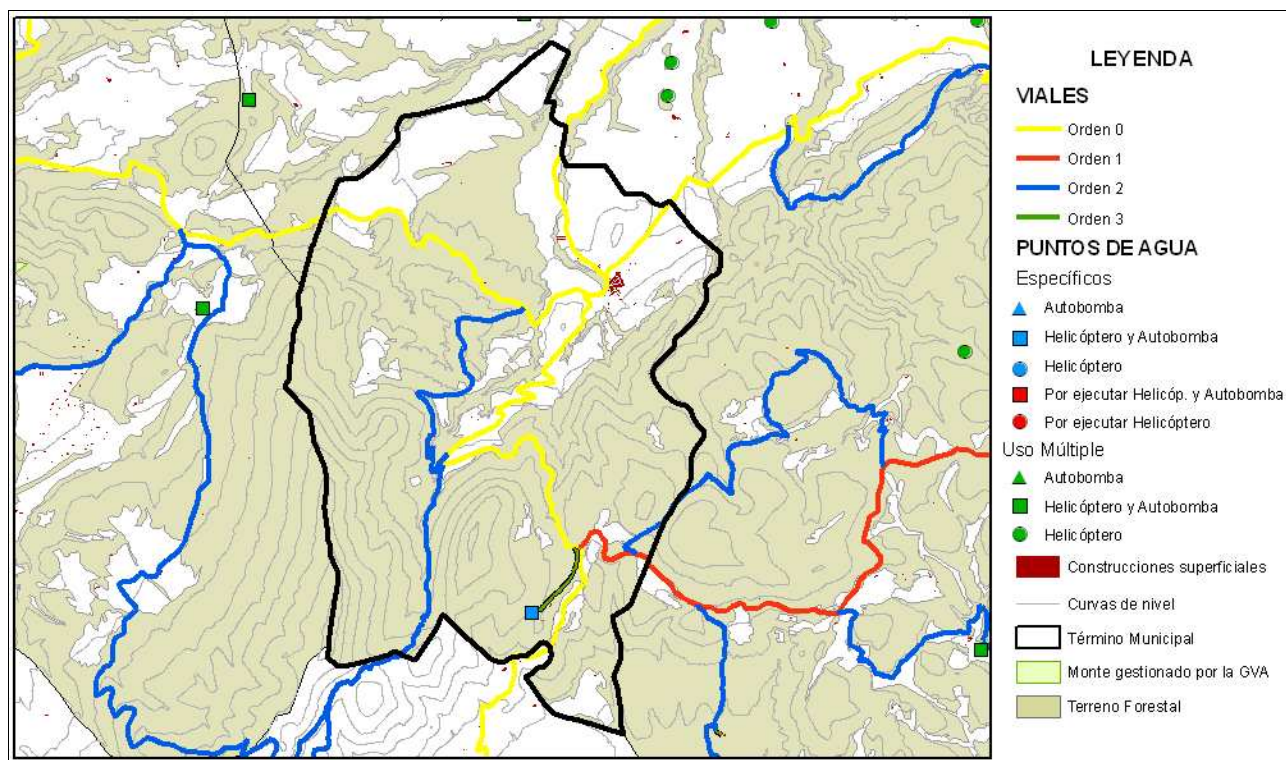 LEYENDA
VIALES
Orden 0
Orden 1
Orden 2
Orden 3
PUNTOS DE AGUA
Específicos
Autobomba
Helicóptero y Autobomba
Helicóptero
Por ejecutar Helicóp. y Autobomba
Por ejecutar Helicóptero
Uso Múltiple
Autobomba
Helicóptero y Autobomba
Helicóptero
Construcciones superficiales
Curvas de nivel
Término Municipal
Monte gestionado por la GVA
Terreno Forestal